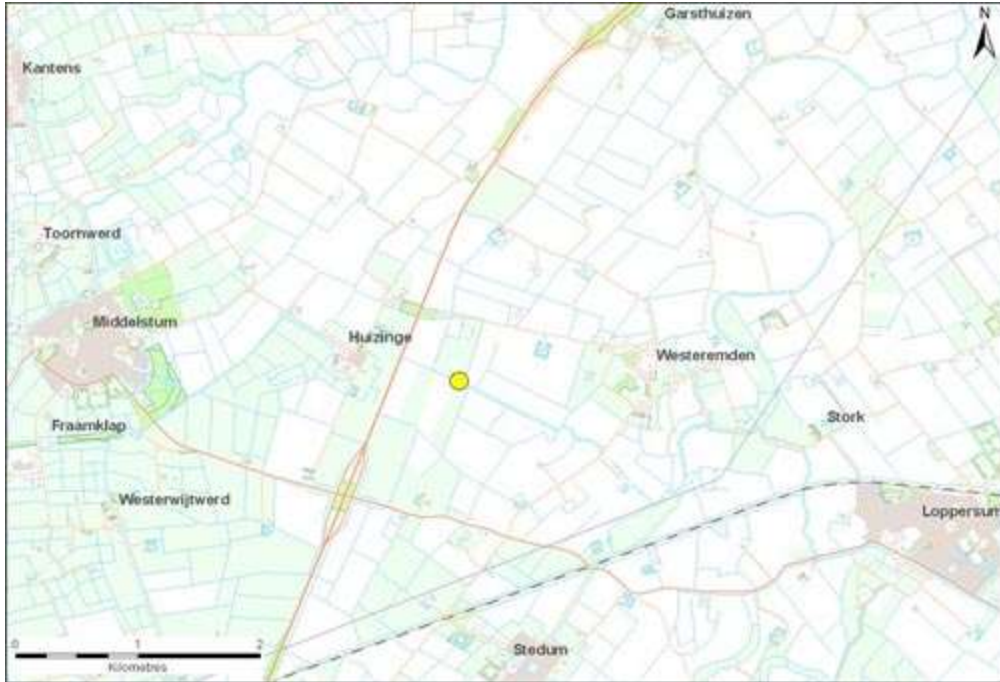 Garsthuizen
N
Kantens
Toornwerd
Middelstum
Huizinge
Westeremden
Stork
Fraamklap
Westerwijtwerd
Loppersum
Stedum
0 1 2
Kilometres